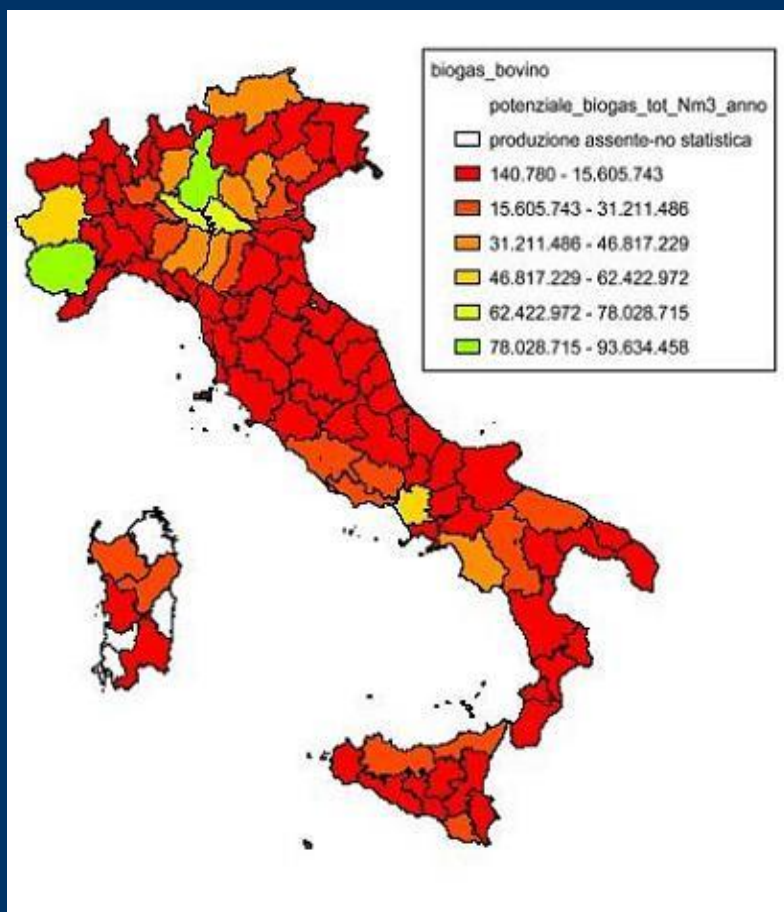 biogas_bovino
potenziale_biogas_tot_Nm3_anno
produzione assente-no statistica
140.780 - 15.605.743
15.605.743 - 31.211.486
31.211.486 - 46.817.229
46.817.229 - 62.422.972
62.422.972 - 78.028.715
78.028.715 - 93.634.458